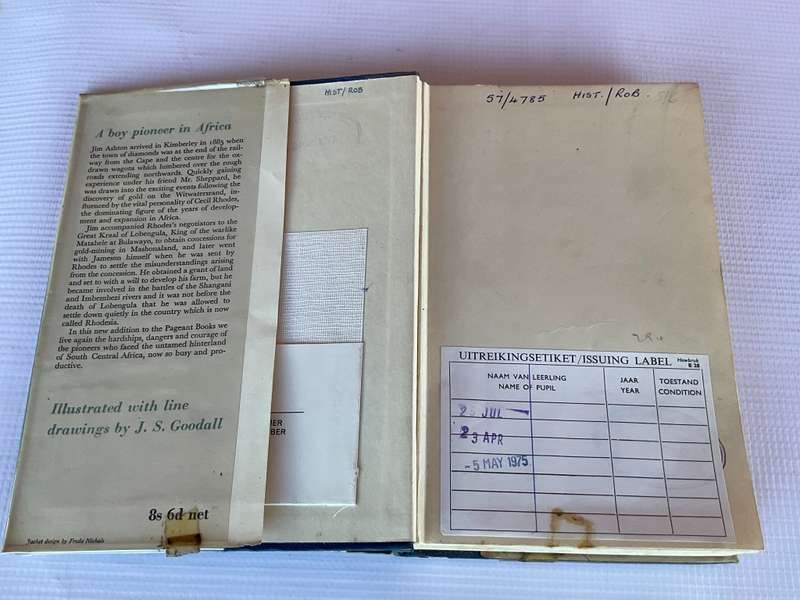 A boy pioneer in Africa
Jim Ashton arrived in Kimberley in 1885 when
the town of diamonds was at the end of the rail-
way from the Cape and the centre for the ox-
drawn wagons which lumbered over the rough
roads extending northwards. Quickly gaining
experience under his friend Mr. Sheppard, he
was drawn into the exciting events following the
discovery of gold on the Witwatersrand, in-
fluenced by the vital personality of Cecil Rhodes,
the dominating figure of the years of develop-
ment and expansion in Africa.
Jim accompanied Rhodes's negotiators to the
Great Kraal of Lobengula, King of the warlike
Matabele at Bulawayo, to obtain concessions for
gold-mining in Mashonaland, and later went
with Jameson himself when he was sent by
Rhodes to settle the misunderstandings arising
from the concession. He obtained a grant of land
and set to with a will to develop his farm, but he
became involved in the battles of the Shangani
and Imbembezi rivers and it was not before the
death of Lobengula that he was allowed to
settle down quietly in the country which is now
called Rhodesia.
In this new addition to the Pageant Books we
live again the hardships, dangers and courage of
the pioneers who faced the untamed hinterland
of South Central Africa, now so busy and pro-
ductive.
Illustrated with line
drawings by J. S. Goodall
8s 6d net
Jacket design by Freda Nichols
HIST/ROB
57/4785 HIST./ROB.
UITREIKINGSETIKET/ISSUING LABEL
NAAM VAN LEERLING
NAME OF PUPIL
JAAR
YEAR
TOESTAND
CONDITION
JUL
23 APR
-5 MAY 1975